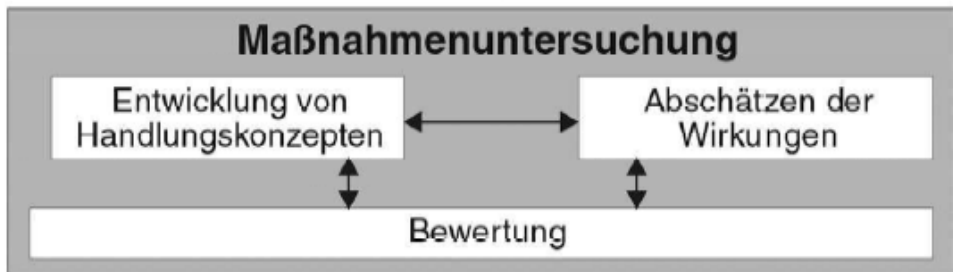 Maßnahmenuntersuchung
Entwicklung von
Handlungskonzepten
Abschätzen der
Wirkungen
Bewertung